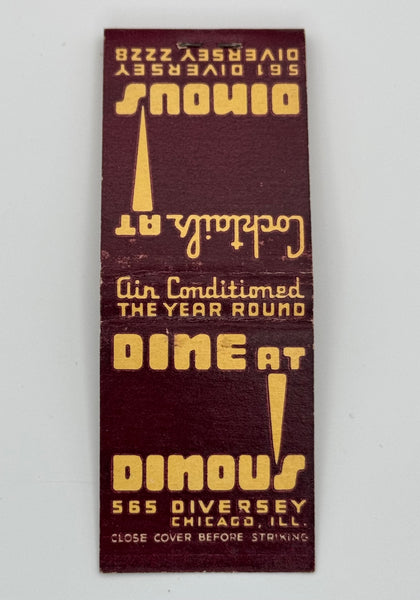 Cocktails AT
DINOUS
561 DIVERSEY
DIVERSEY 2228
Air Conditioned
THE YEAR ROUND
DINE AT
DINOUS
565 DIVERSEY
CHICAGO, ILL.
CLOSE COVER BEFORE STRIKING